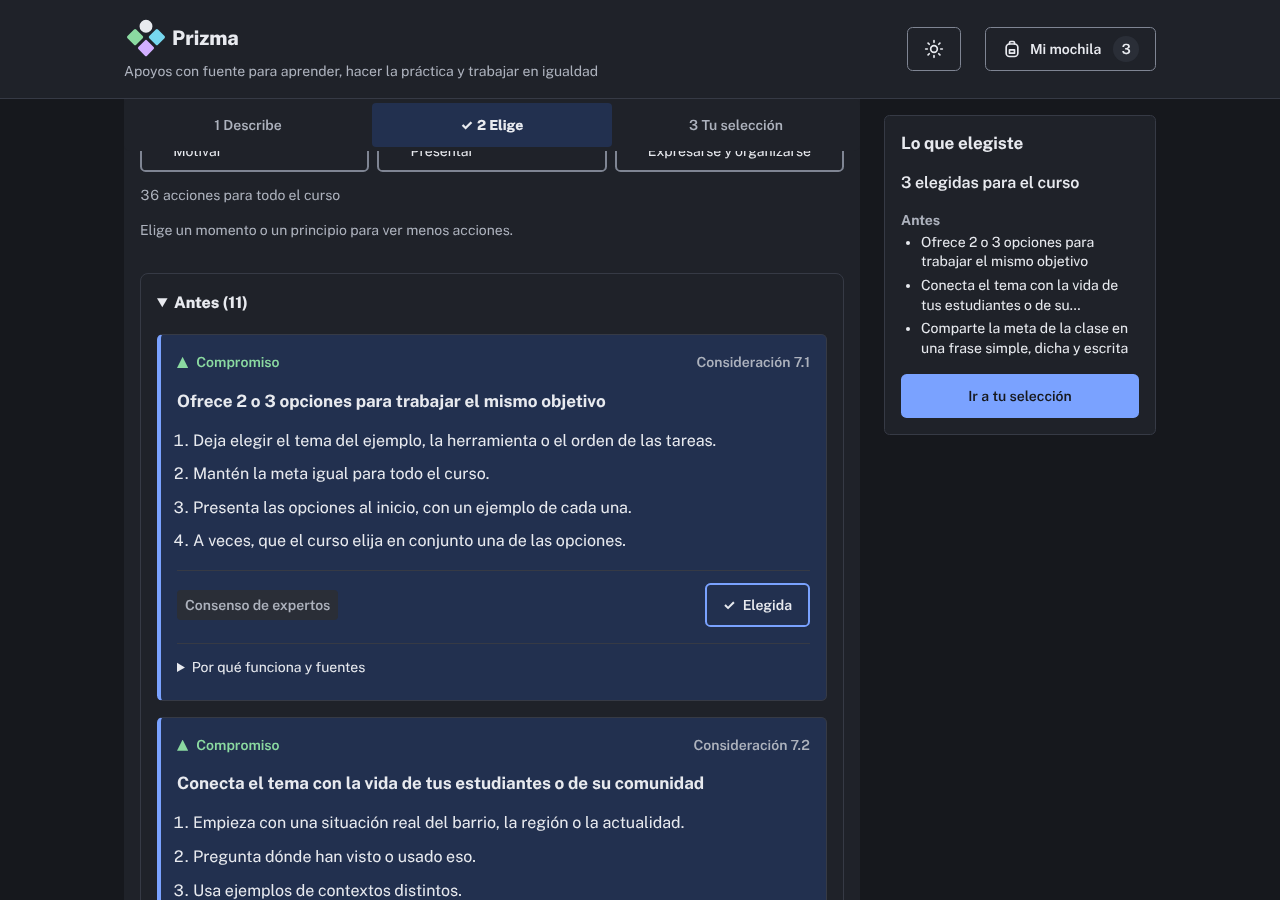 Prizma
Apoyos con fuente para aprender, hacer la práctica y trabajar en igualdad
Mi mochila 3
1 Describe
✓ 2 Elige
3 Tu selección
Motivar
Presentar
Expresarse y organizarse
36 acciones para todo el curso
Elige un momento o un principio para ver menos acciones.
▼ Antes (11)
▲ Compromiso
Consideración 7.1
Ofrece 2 o 3 opciones para trabajar el mismo objetivo
1. Deja elegir el tema del ejemplo, la herramienta o el orden de las tareas.
2. Mantén la meta igual para todo el curso.
3. Presenta las opciones al inicio, con un ejemplo de cada una.
4. A veces, que el curso elija en conjunto una de las opciones.
Consenso de expertos
✓ Elegida
▶ Por qué funciona y fuentes
▲ Compromiso
Consideración 7.2
Conecta el tema con la vida de tus estudiantes o de su comunidad
1. Empieza con una situación real del barrio, la región o la actualidad.
2. Pregunta dónde han visto o usado eso.
3. Usa ejemplos de contextos distintos.
Lo que elegiste
3 elegidas para el curso
Antes
• Ofrece 2 o 3 opciones para
trabajar el mismo objetivo
• Conecta el tema con la vida de
tus estudiantes o de su...
• Comparte la meta de la clase en
una frase simple, dicha y escrita
Ir a tu selección